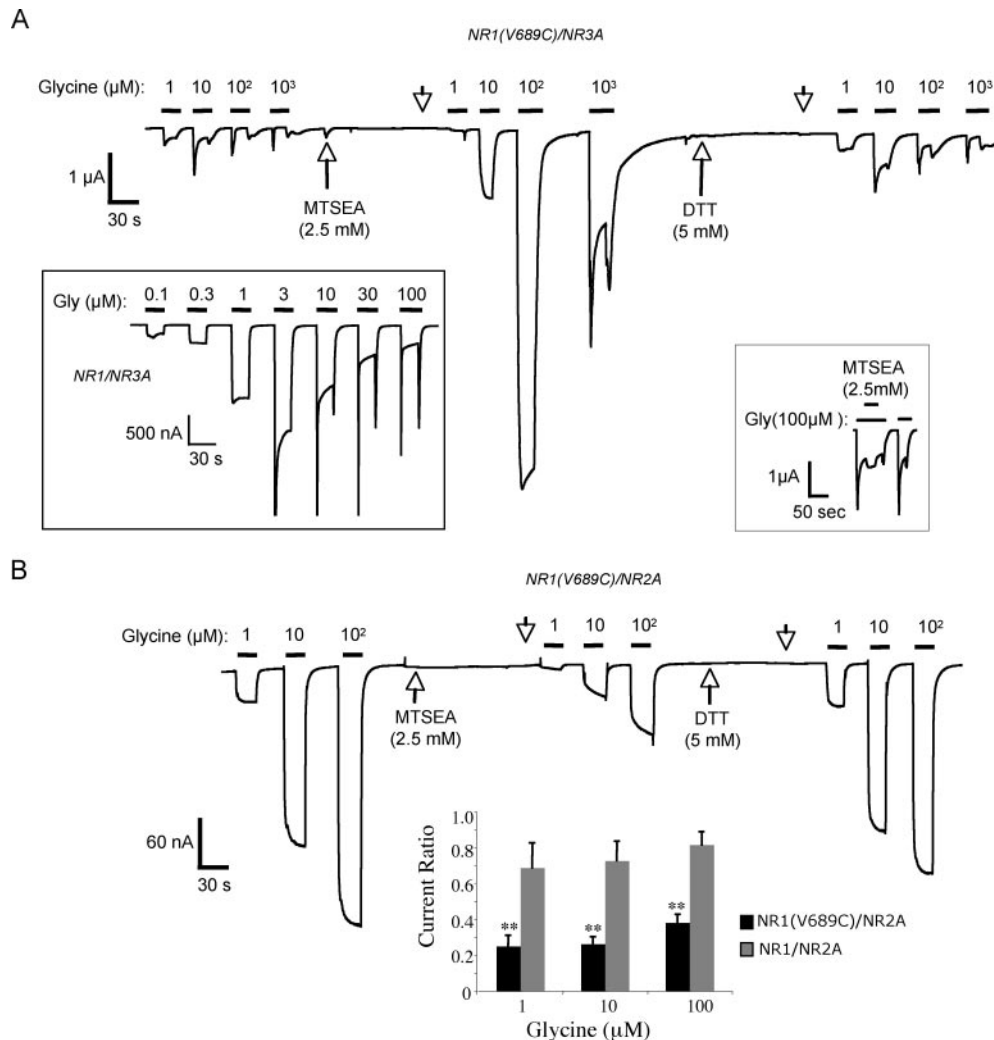 A
NR1(V689C)/NR3A
Glycine (µM): 1 10 10² 10³ 1 10 10² 10³ 1 10 10² 10³
1 µA
30 s
MTSEA
(2.5 mM)
DTT
(5 mM)
Gly (µM): 0.1 0.3 1 3 10 30 100
NR1/NR3A
500 nA
30 s
MTSEA
(2.5mM)
Gly(100µM ):
1µA
50 sec
B
NR1(V689C)/NR2A
Glycine (µM): 1 10 10² 1 10 10² 1 10 10²
MTSEA
(2.5 mM)
DTT
(5 mM)
60 nA
30 s
Current Ratio
1.0
0.8
0.6
0.4
0.2
0
** ** **
1 10 100
Glycine (µM)
NR1(V689C)/NR2A
NR1/NR2A